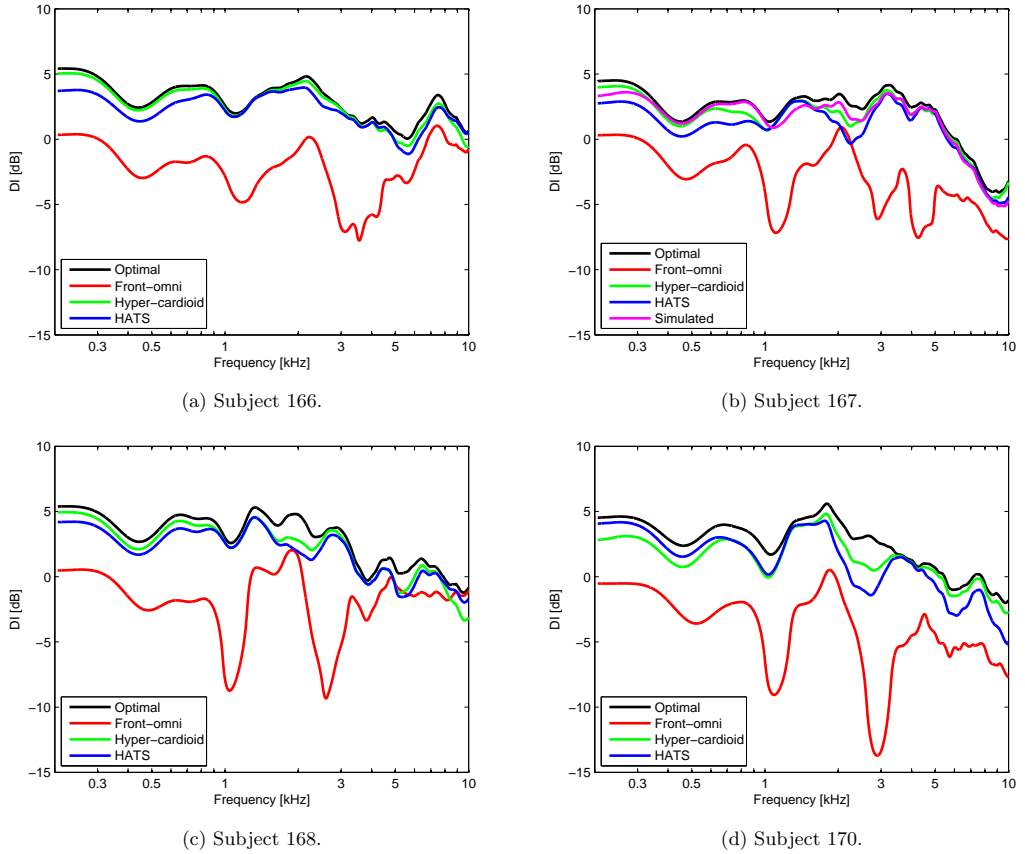 10
5
0
−5
−10
−15
DI [dB]
0.3 0.5 1 3 5 10
Frequency [kHz]
Optimal
Front−omni
Hyper−cardioid
HATS
(a) Subject 166.
10
5
0
−5
−10
−15
DI [dB]
0.3 0.5 1 3 5 10
Frequency [kHz]
Optimal
Front−omni
Hyper−cardioid
HATS
Simulated
(b) Subject 167.
10
5
0
−5
−10
−15
DI [dB]
0.3 0.5 1 3 5 10
Frequency [kHz]
Optimal
Front−omni
Hyper−cardioid
HATS
(c) Subject 168.
10
5
0
−5
−10
−15
DI [dB]
0.3 0.5 1 3 5 10
Frequency [kHz]
Optimal
Front−omni
Hyper−cardioid
HATS
(d) Subject 170.